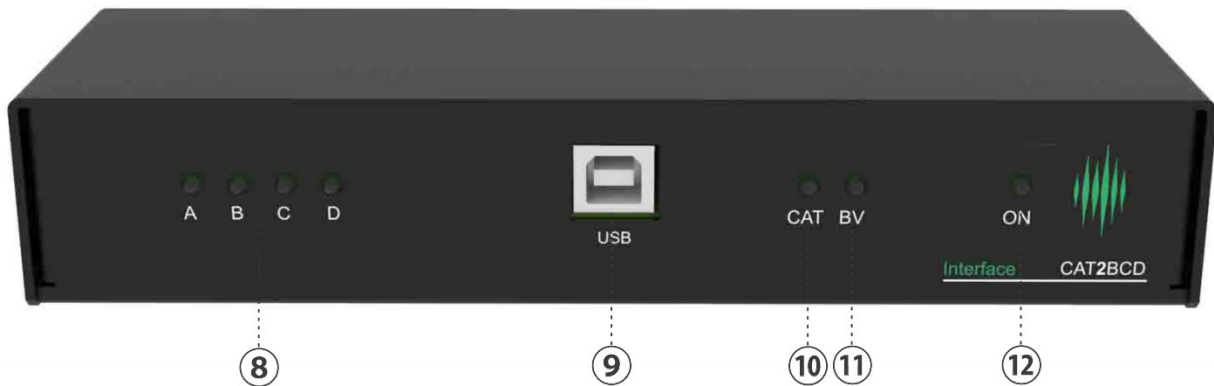 A B C D
USB
CAT BV
ON
Interface CAT2BCD
8 9 10 11 12